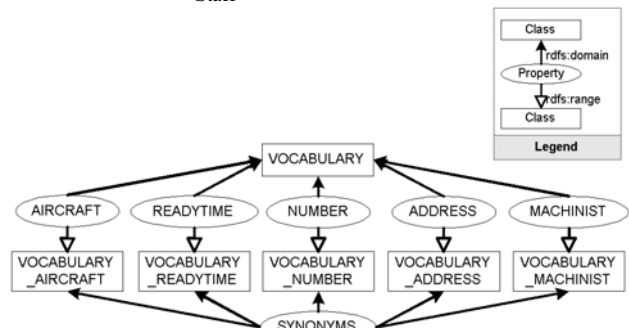 Staff
Class
rdfs:domain
Property
rdfs:range
Class
Legend
VOCABULARY
AIRCRAFT
READYTIME
NUMBER
ADDRESS
MACHINIST
VOCABULARY
_AIRCRAFT
VOCABULARY
_READYTIME
VOCABULARY
_NUMBER
VOCABULARY
_ADDRESS
VOCABULARY
_MACHINIST
SYNONYMS